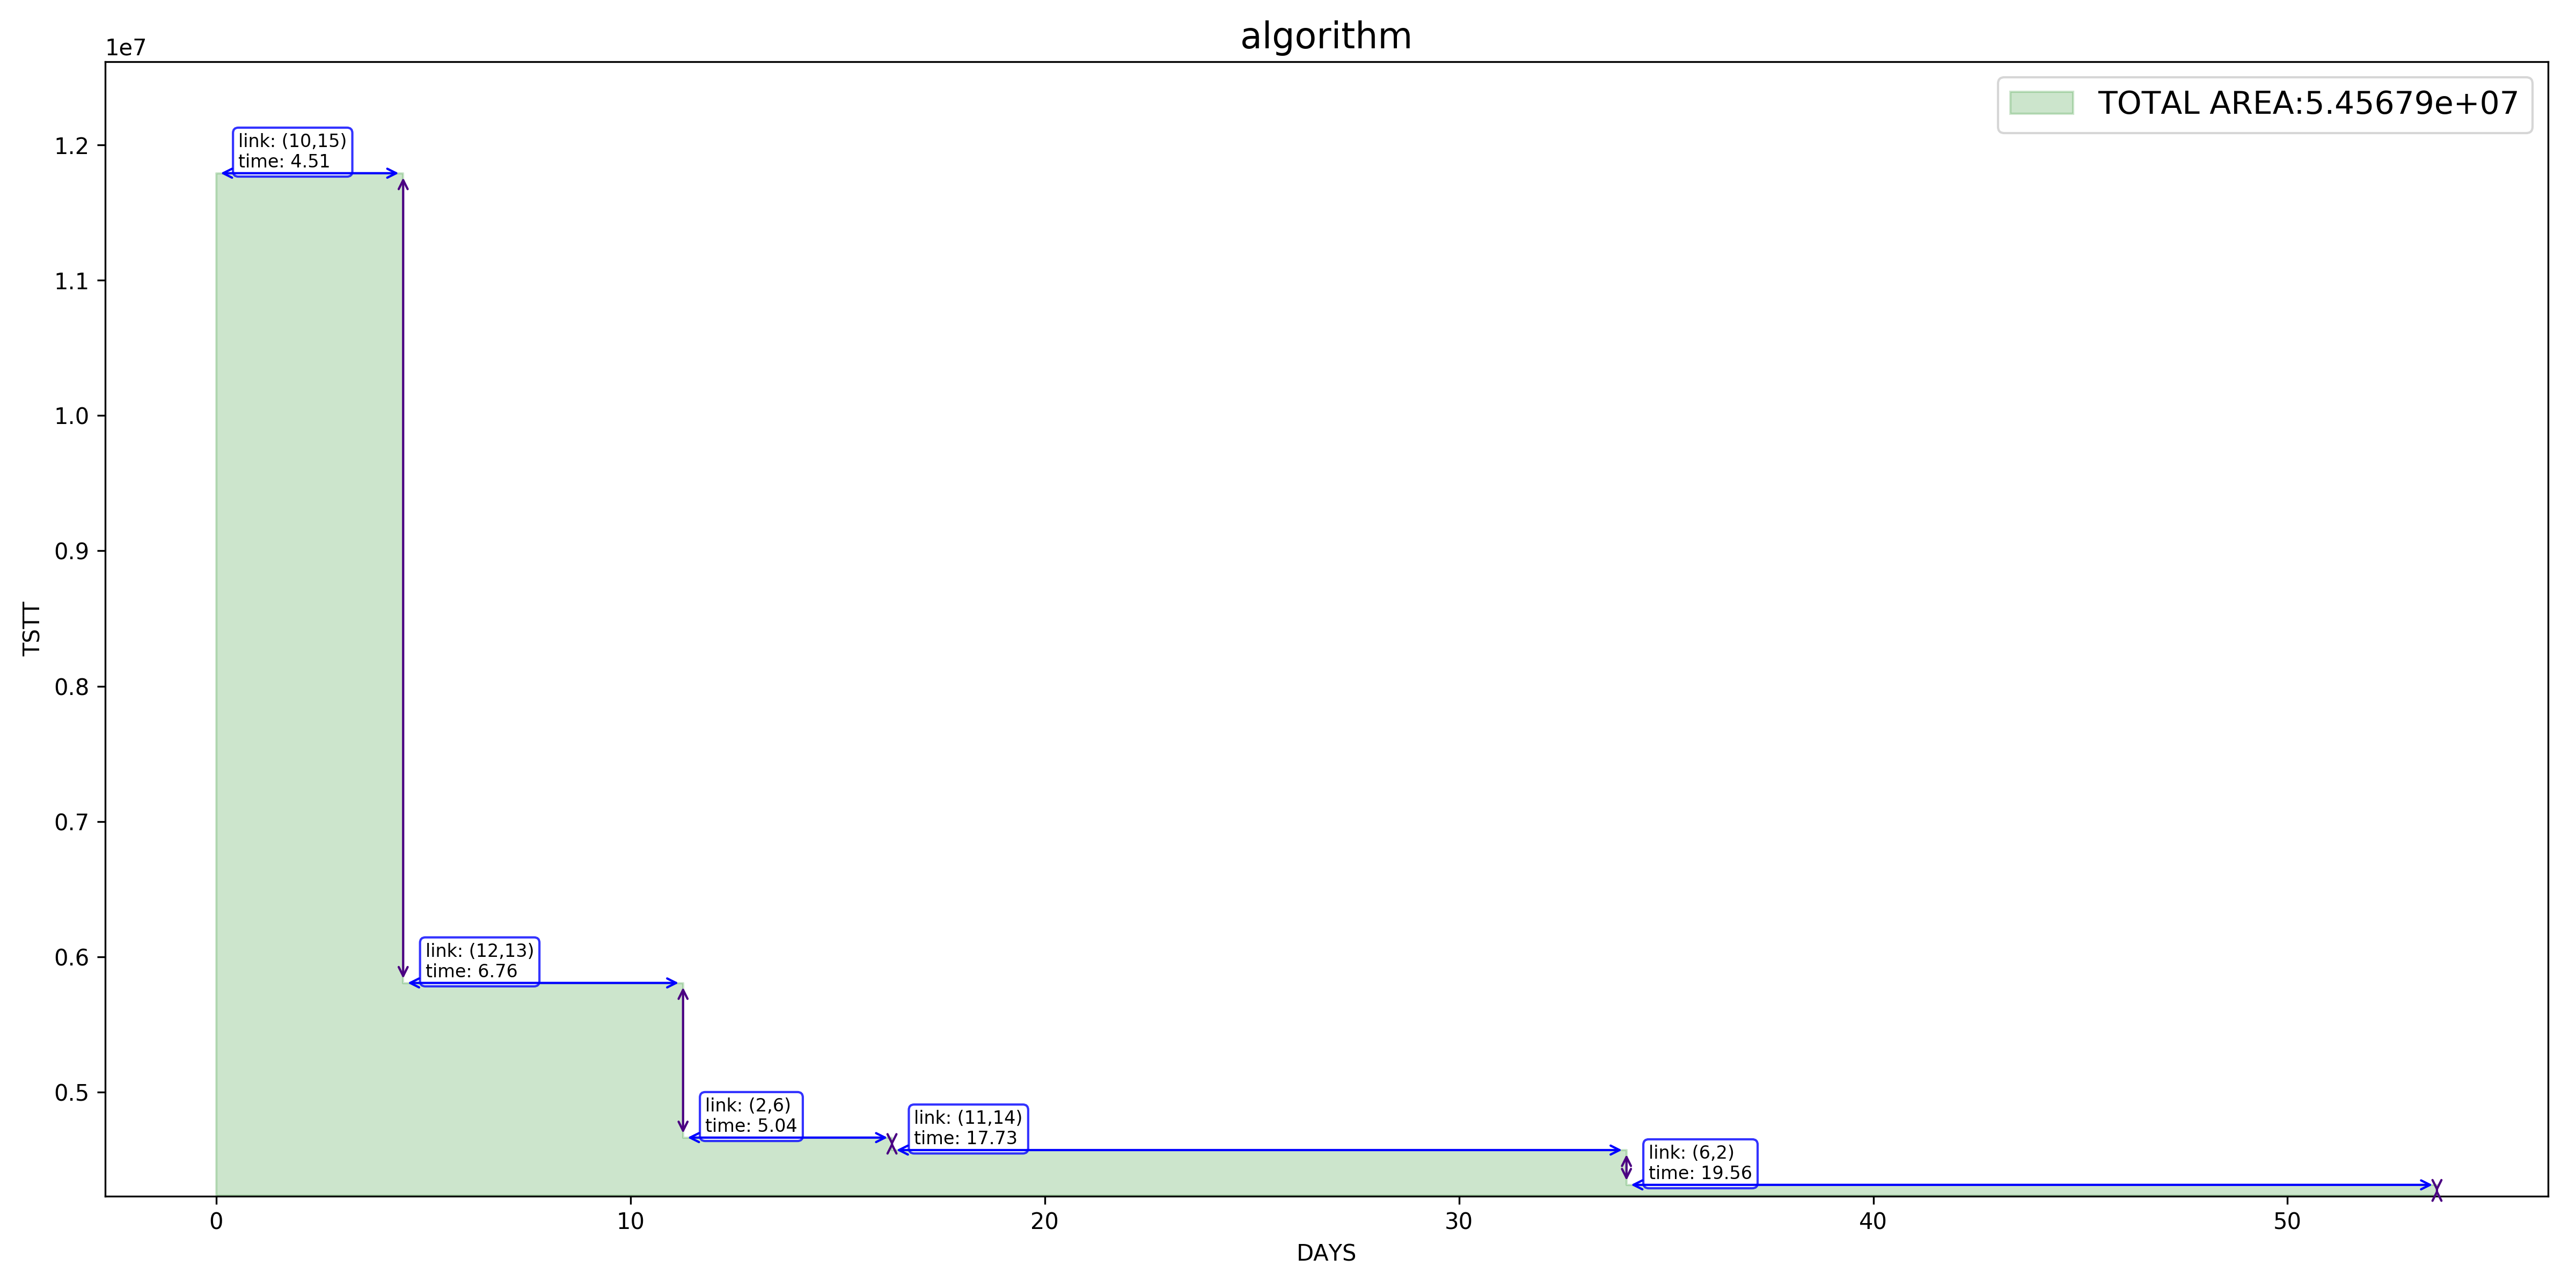 algorithm
1e7
TOTAL AREA:5.45679e+07
link: (10,15)
time: 4.51
1.2
1.1
1.0
0.9
0.8
0.7
0.6
0.5
TSTT
link: (12,13)
time: 6.76
link: (2,6)
time: 5.04
link: (11,14)
time: 17.73
link: (6,2)
time: 19.56
0 10 20 30 40 50
DAYS